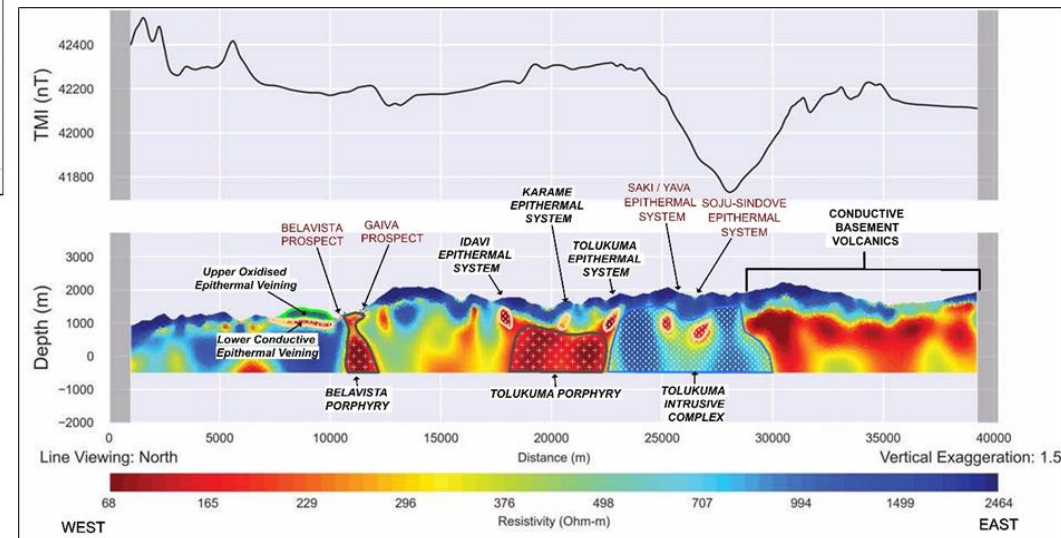 TMI (nT)
42400
42200
42000
41800
KARAME
EPITHERMAL
SYSTEM
SAKI / YAVA
EPITHERMAL
SYSTEM
SOJU-SINDOVE
EPITHERMAL
SYSTEM
CONDUCTIVE
BASEMENT
VOLCANICS
BELAVISTA
PROSPECT
GAIVA
PROSPECT
IDAVI
EPITHERMAL
SYSTEM
TOLUKUMA
EPITHERMAL
SYSTEM
Upper Oxidised
Epithermal Veining
Lower Conductive
Epithermal Veining
Depth (m)
3000
2000
1000
0
−1000
−2000
BELAVISTA
PORPHYRY
TOLUKUMA PORPHYRY
TOLUKUMA
INTRUSIVE
COMPLEX
0 5000 10000 15000 20000 25000 30000 35000 40000
Line Viewing: North
Distance (m)
Vertical Exaggeration: 1.5
68 165 229 296 376 498 707 994 1499 2464
WEST
Resistivity (Ohm-m)
EAST